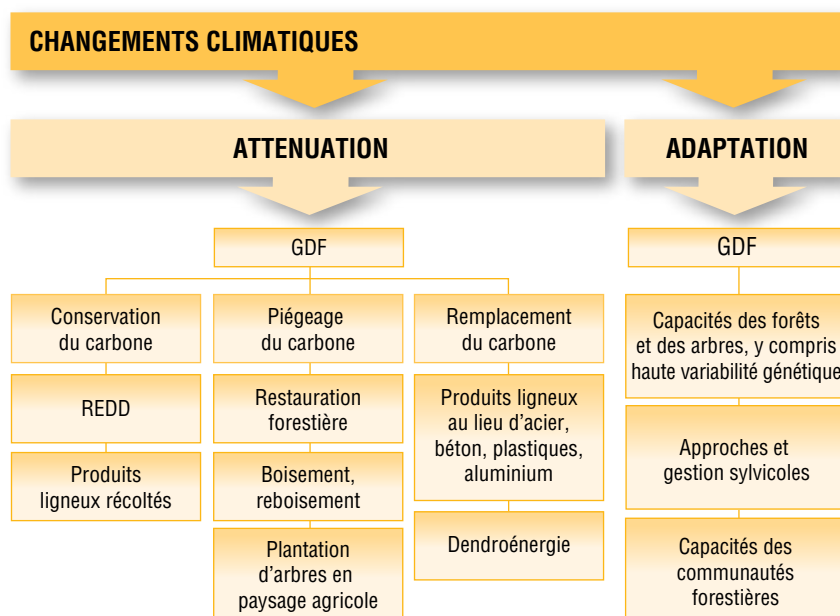 CHANGEMENTS CLIMATIQUES
ATTENUATION
ADAPTATION
GDF
GDF
Conservation
du carbone
Piégeage
du carbone
Remplacement
du carbone
Capacités des forêts
et des arbres, y compris
haute variabilité génétique
REDD
Restauration
forestière
Produits ligneux
au lieu d'acier,
béton, plastiques,
aluminium
Approches et
gestion sylvicoles
Produits
ligneux récoltés
Boisement,
reboisement
Plantation
d'arbres en
paysage agricole
Dendroénergie
Capacités des
communautés
forestières